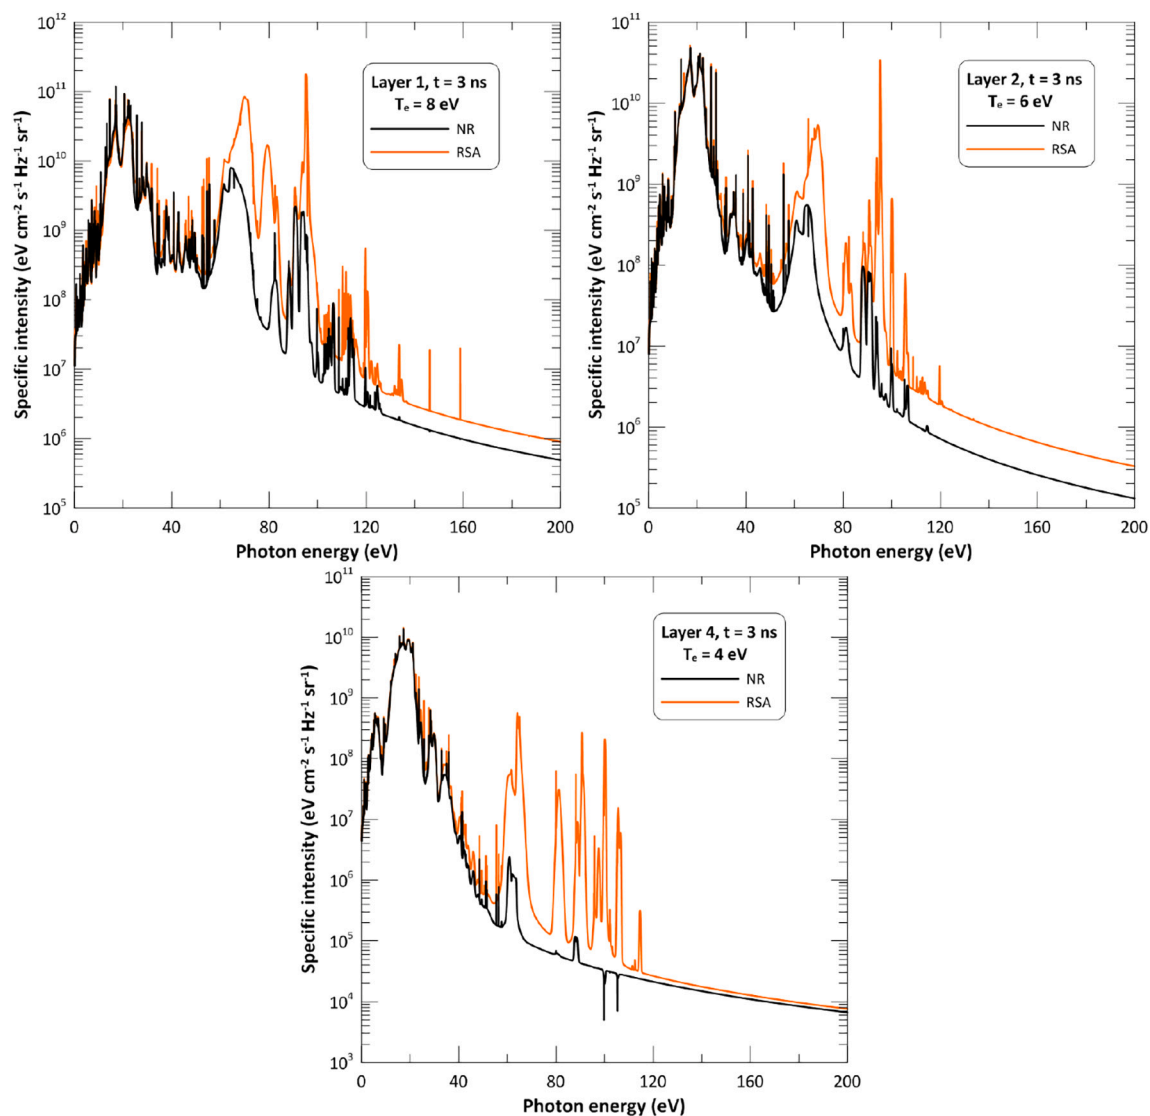 Specific intensity (eV cm⁻² s⁻¹ Hz⁻¹ sr⁻¹)
10¹²
10¹¹
10¹⁰
10⁹
10⁸
10⁷
10⁶
10⁵
Layer 1, t = 3 ns
Tₑ = 8 eV
NR
RSA
0 40 80 120 160 200
Photon energy (eV)
Specific intensity (eV cm⁻² s⁻¹ Hz⁻¹ sr⁻¹)
10¹¹
10¹⁰
10⁹
10⁸
10⁷
10⁶
10⁵
Layer 2, t = 3 ns
Tₑ = 6 eV
NR
RSA
0 40 80 120 160 200
Photon energy (eV)
Specific intensity (eV cm⁻² s⁻¹ Hz⁻¹ sr⁻¹)
10¹¹
10¹⁰
10⁹
10⁸
10⁷
10⁶
10⁵
10⁴
10³
Layer 4, t = 3 ns
Tₑ = 4 eV
NR
RSA
0 40 80 120 160 200
Photon energy (eV)